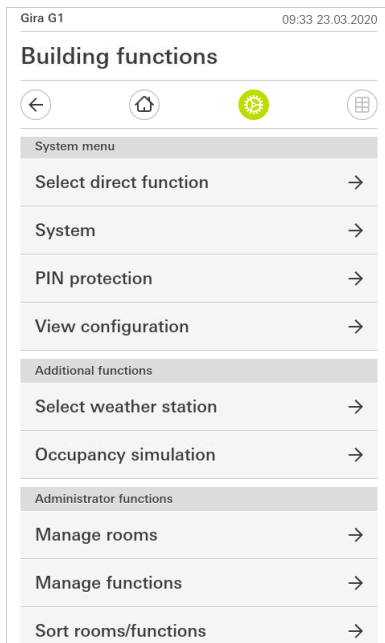 Gira G1 09:33 23.03.2020
Building functions
System menu
Select direct function
System
PIN protection
View configuration
Additional functions
Select weather station
Occupancy simulation
Administrator functions
Manage rooms
Manage functions
Sort rooms/functions